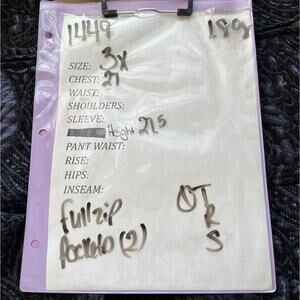 1449 189
SIZE: 3X
CHEST: 27
WAIST:
SHOULDERS:
SLEEVE:
Height 27.5
PANT WAIST:
RISE:
HIPS:
INSEAM:
Full zip
Pockets (2)
OT
R
S